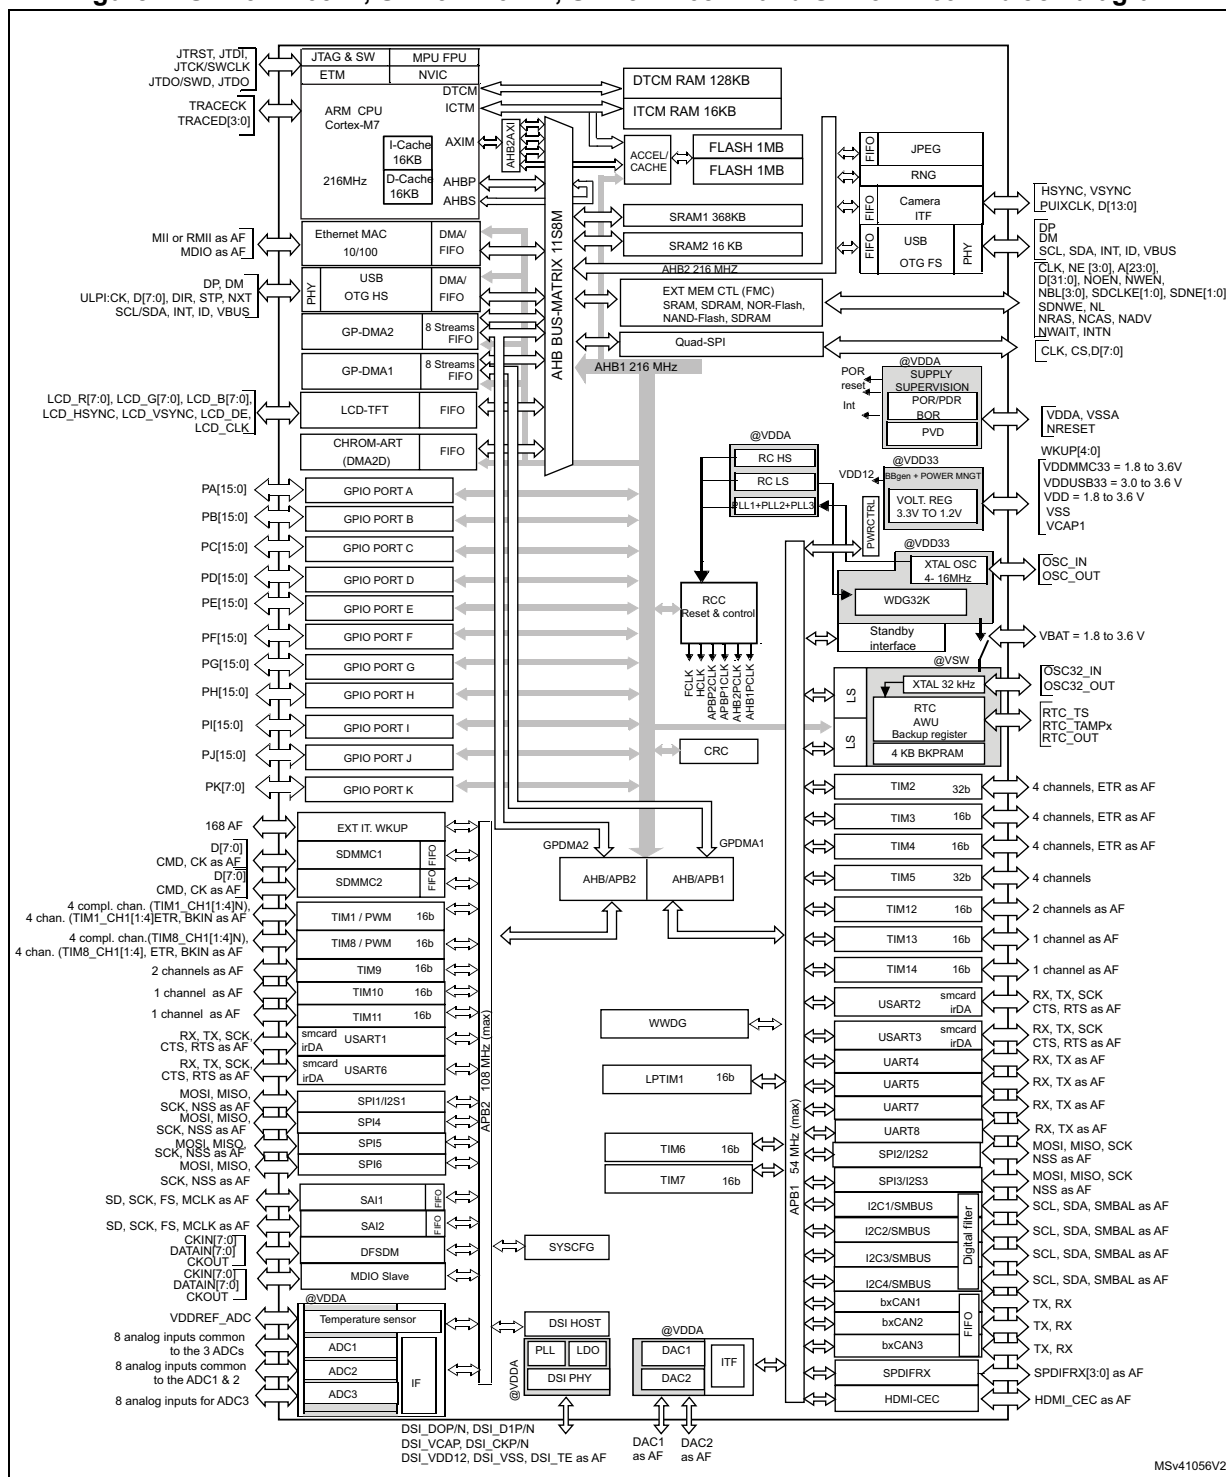 JTRST, JTDI,
JTCK/SWCLK
JTDO/SWD, JTDO
TRACECK
TRACED[3:0]
JTAG & SW
MPU FPU
ETM
NVIC
DTCM
ICTM
ARM CPU
Cortex-M7
AXIM
I-Cache
16KB
D-Cache
16KB
216MHz
AHBP
AHBS
AHB2AXI
AHB BUS-MATRIX 11S8M
DTCM RAM 128KB
ITCM RAM 16KB
ACCEL/
CACHE
FLASH 1MB
FLASH 1MB
SRAM1 368KB
SRAM2 16 KB
AHB2 216 MHZ
EXT MEM CTL (FMC)
SRAM, SDRAM, NOR-Flash,
NAND-Flash, SDRAM
Quad-SPI
AHB1 216 MHz
FIFO
JPEG
RNG
FIFO
Camera
ITF
FIFO
USB
OTG FS
PHY
HSYNC, VSYNC
PUIXCLK, D[13:0]
DP
DM
SCL, SDA, INT, ID, VBUS
CLK, NE [3:0], A[23:0],
D[31:0], NOEN, NWEN,
NBL[3:0], SDCLKE[1:0], SDNE[1:0]
SDNWE, NL
NRAS, NCAS, NADV
NWAIT, INTN
CLK, CS,D[7:0]
MII or RMII as AF
MDIO as AF
Ethernet MAC
10/100
DMA/
FIFO
DP, DM
ULPI:CK, D[7:0], DIR, STP, NXT
SCL/SDA, INT, ID, VBUS
PHY
USB
OTG HS
DMA/
FIFO
GP-DMA2
8 Streams
FIFO
GP-DMA1
8 Streams
FIFO
LCD_R[7:0], LCD_G[7:0], LCD_B[7:0],
LCD_HSYNC, LCD_VSYNC, LCD_DE,
LCD_CLK
LCD-TFT
FIFO
CHROM-ART
(DMA2D)
FIFO
@VDDA
POR
reset
Int
SUPPLY
SUPERVISION
POR/PDR
BOR
PVD
VDDA, VSSA
NRESET
@VDDA
RC HS
RC LS
PLL1+PLL2+PLL3
@VDD33
VDD12
BBgen + POWER MNGT
VOLT. REG
3.3V TO 1.2V
WKUP[4:0]
VDDMMC33 = 1.8 to 3.6V
VDDUSB33 = 3.0 to 3.6V
VDD = 1.8 to 3.6 V
VSS
VCAP1
PWRCTRL
@VDD33
XTAL OSC
4- 16MHz
WDG32K
OSC_IN
OSC_OUT
Standby
interface
VBAT = 1.8 to 3.6 V
@VSW
LS
LS
XTAL 32 kHz
RTC
AWU
Backup register
4 KB BKPRAM
OSC32_IN
OSC32_OUT
RTC_TS
RTC_TAMPx
RTC_OUT
RCC
Reset & control
FCLK
HCLK
APBP2CLK
APBP1CLK
AHB2PCLK
AHB1PCLK
CRC
PA[15:0]
GPIO PORT A
PB[15:0]
GPIO PORT B
PC[15:0]
GPIO PORT C
PD[15:0]
GPIO PORT D
PE[15:0]
GPIO PORT E
PF[15:0]
GPIO PORT F
PG[15:0]
GPIO PORT G
PH[15:0]
GPIO PORT H
PI[15:0]
GPIO PORT I
PJ[15:0]
GPIO PORT J
PK[7:0]
GPIO PORT K
168 AF
EXT IT. WKUP
D[7:0]
CMD, CK as AF
SDMMC1
FIFO
D[7:0]
CMD, CK as AF
SDMMC2
FIFO
4 compl. chan. (TIM1_CH1[1:4]N),
4 chan. (TIM1_CH1[1:4]ETR, BKIN as AF
TIM1 / PWM
16b
4 compl. chan.(TIM8_CH1[1:4]N),
4 chan. (TIM8_CH1[1:4], ETR, BKIN as AF
TIM8 / PWM
16b
2 channels as AF
TIM9
16b
1 channel as AF
TIM10
16b
1 channel as AF
TIM11
16b
RX, TX, SCK,
CTS, RTS as AF
smcard
irDA
USART1
RX, TX, SCK,
CTS, RTS as AF
smcard
irDA
USART6
MOSI, MISO,
SCK, NSS as AF
SPI1/I2S1
MOSI, MISO,
SCK, NSS as AF
SPI4
MOSI, MISO,
SCK, NSS as AF
SPI5
MOSI, MISO,
SCK, NSS as AF
SPI6
SD, SCK, FS, MCLK as AF
SAI1
FIFO
SD, SCK, FS, MCLK as AF
SAI2
FIFO
CKIN[7:0]
DATAIN[7:0]
CKOUT
DFSDM
CKIN[7:0]
DATAIN[7:0]
CKOUT
MDIO Slave
@VDDA
VDDREF_ADC
Temperature sensor
8 analog inputs common
to the 3 ADCs
ADC1
8 analog inputs common
to the ADC1 & 2
ADC2
8 analog inputs for ADC3
ADC3
IF
APB2 108 MHz (max)
GPDMA2
GPDMA1
AHB/APB2
AHB/APB1
WWDG
LPTIM1
16b
TIM6
16b
TIM7
16b
SYSCFG
DSI HOST
@VDDA
PLL
LDO
DSI PHY
DSI_DOP/N, DSI_D1P/N
DSI_VCAP, DSI_CKP/N
DSI_VDD12, DSI_VSS, DSI_TE as AF
@VDDA
DAC1
DAC2
ITF
DAC1
as AF
DAC2
as AF
APB1 54 MHz (max)
TIM2
32b
4 channels, ETR as AF
TIM3
16b
4 channels, ETR as AF
TIM4
16b
4 channels, ETR as AF
TIM5
32b
4 channels
TIM12
16b
2 channels as AF
TIM13
16b
1 channel as AF
TIM14
16b
1 channel as AF
USART2
smcard
irDA
RX, TX, SCK
CTS, RTS as AF
USART3
smcard
irDA
RX, TX, SCK
CTS, RTS as AF
UART4
RX, TX as AF
UART5
RX, TX as AF
UART7
RX, TX as AF
UART8
RX, TX as AF
SPI2/I2S2
MOSI, MISO, SCK
NSS as AF
SPI3/I2S3
MOSI, MISO, SCK
NSS as AF
I2C1/SMBUS
SCL, SDA, SMBAL as AF
I2C2/SMBUS
SCL, SDA, SMBAL as AF
I2C3/SMBUS
SCL, SDA, SMBAL as AF
I2C4/SMBUS
SCL, SDA, SMBAL as AF
Digital filter
bxCAN1
TX, RX
bxCAN2
TX, RX
bxCAN3
TX, RX
FIFO
SPDIFRX
SPDIFRX[3:0] as AF
HDMI-CEC
HDMI_CEC as AF
MSv41056V2